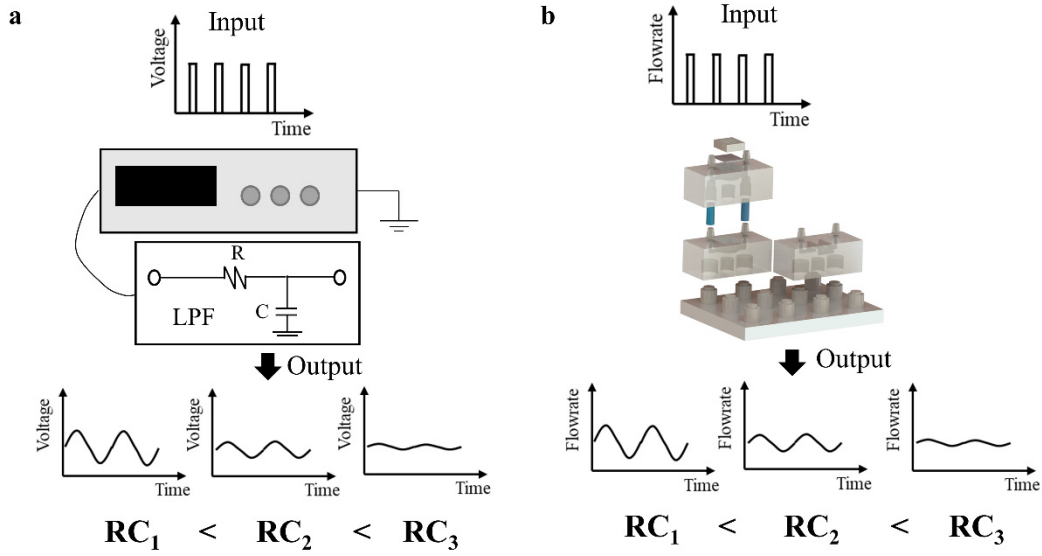 a
Input
Voltage
Time
R
C
LPF
Output
Voltage
Time
Voltage
Time
Voltage
Time
RC₁ < RC₂ < RC₃
b
Input
Flowrate
Time
Output
Flowrate
Time
Flowrate
Time
Flowrate
Time
RC₁ < RC₂ < RC₃